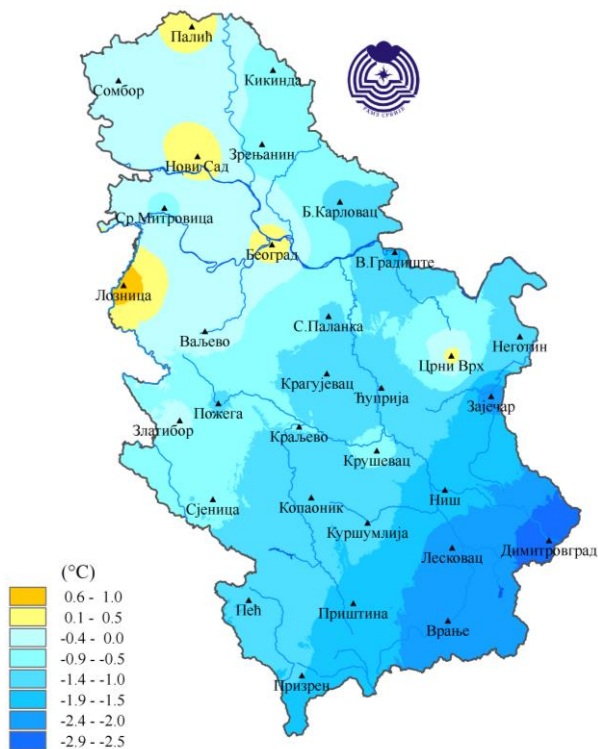 Палић
Кикинда
Сомбор
Зрењанин
Нови Сад
Б.Карловац
Ср.Митровица
Београд
В.Градиште
Лозница
С.Паланка
Ваљево
Неготин
Црни Врх
Крагујевац
Ћуприја
Зајечар
Пожега
Златибор
Краљево
Крушевац
Ниш
Сјеница
Копаоник
Куршумлија
Лесковац
Димитровград
(°C)
0.6 - 1.0
0.1 - 0.5
-0.4 - 0.0
-0.9 - -0.5
-1.4 - -1.0
-1.9 - -1.5
-2.4 - -2.0
-2.9 - -2.5
Пећ
Приштина
Врање
Призрен